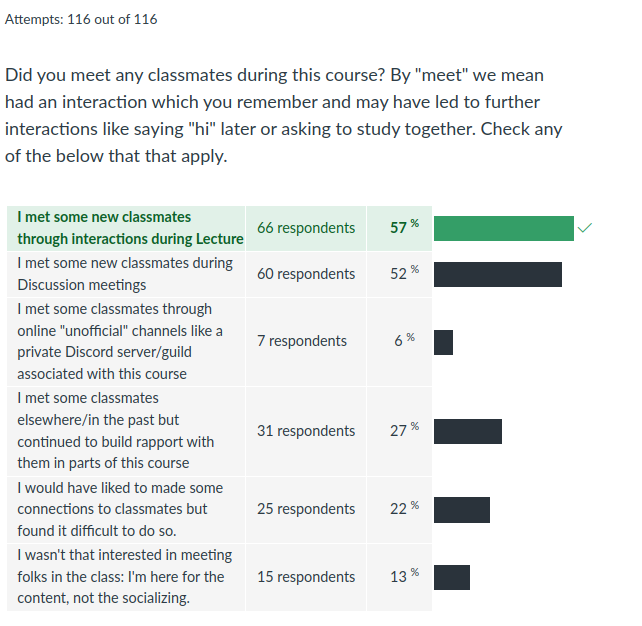 Attempts: 116 out of 116
Did you meet any classmates during this course? By "meet" we mean
had an interaction which you remember and may have led to further
interactions like saying "hi" later or asking to study together. Check any
of the below that that apply.
I met some new classmates
through interactions during Lecture
66 respondents
57 %
I met some new classmates during
Discussion meetings
60 respondents
52 %
I met some classmates through
online "unofficial" channels like a
private Discord server/guild
associated with this course
7 respondents
6 %
I met some classmates
elsewhere/in the past but
continued to build rapport with
them in parts of this course
31 respondents
27 %
I would have liked to made some
connections to classmates but
found it difficult to do so.
25 respondents
22 %
I wasn't that interested in meeting
folks in the class: I'm here for the
content, not the socializing.
15 respondents
13 %